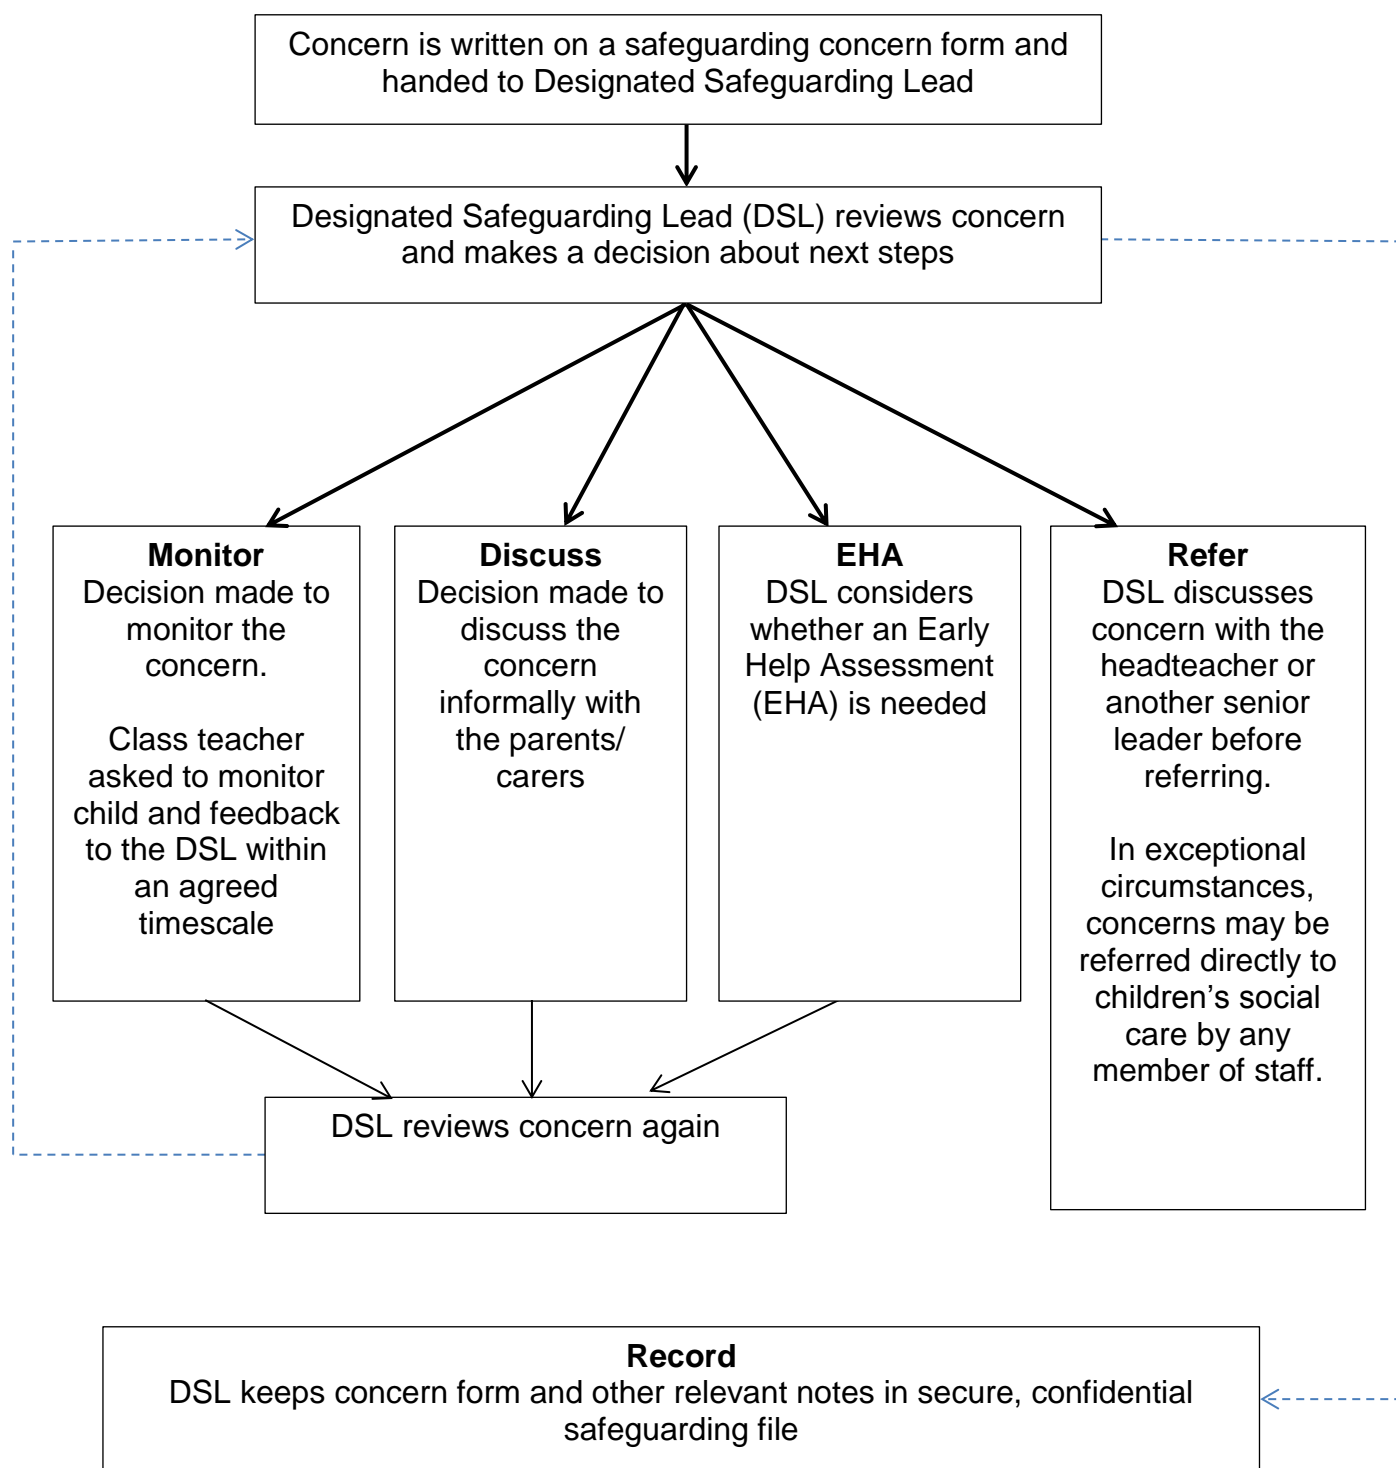 Concern is written on a safeguarding concern form and
handed to Designated Safeguarding Lead
Designated Safeguarding Lead (DSL) reviews concern
and makes a decision about next steps
Monitor
Decision made to
monitor the
concern.
Class teacher
asked to monitor
child and feedback
to the DSL within
an agreed
timescale
Discuss
Decision made to
discuss the
concern
informally with
the parents/
carers
EHA
DSL considers
whether an Early
Help Assessment
(EHA) is needed
Refer
DSL discusses
concern with the
headteacher or
another senior
leader before
referring.
In exceptional
circumstances,
concerns may be
referred directly to
children’s social
care by any
member of staff.
DSL reviews concern again
Record
DSL keeps concern form and other relevant notes in secure, confidential
safeguarding file